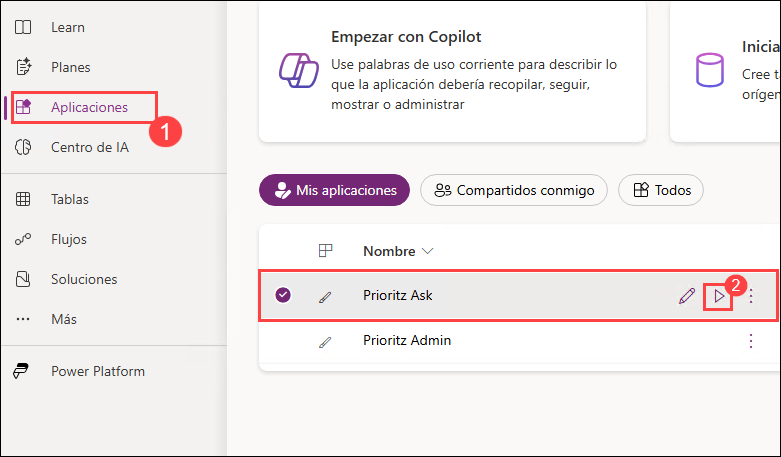 Learn
Planes
Aplicaciones
1
Centro de IA
Tablas
Flujos
Soluciones
Más
Power Platform
Empezar con Copilot
Use palabras de uso corriente para describir lo
que la aplicación debería recopilar, seguir,
mostrar o administrar
Inicia
Cree ta
orígen
Mis aplicaciones
Compartidos conmigo
Todos
Nombre
Prioritz Ask
2
Prioritz Admin